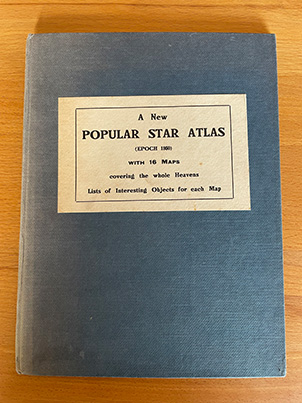 A New
POPULAR STAR ATLAS
(EPOCH 1950)
WITH 16 MAPS
covering the whole Heavens
Lists of Interesting Objects for each Map